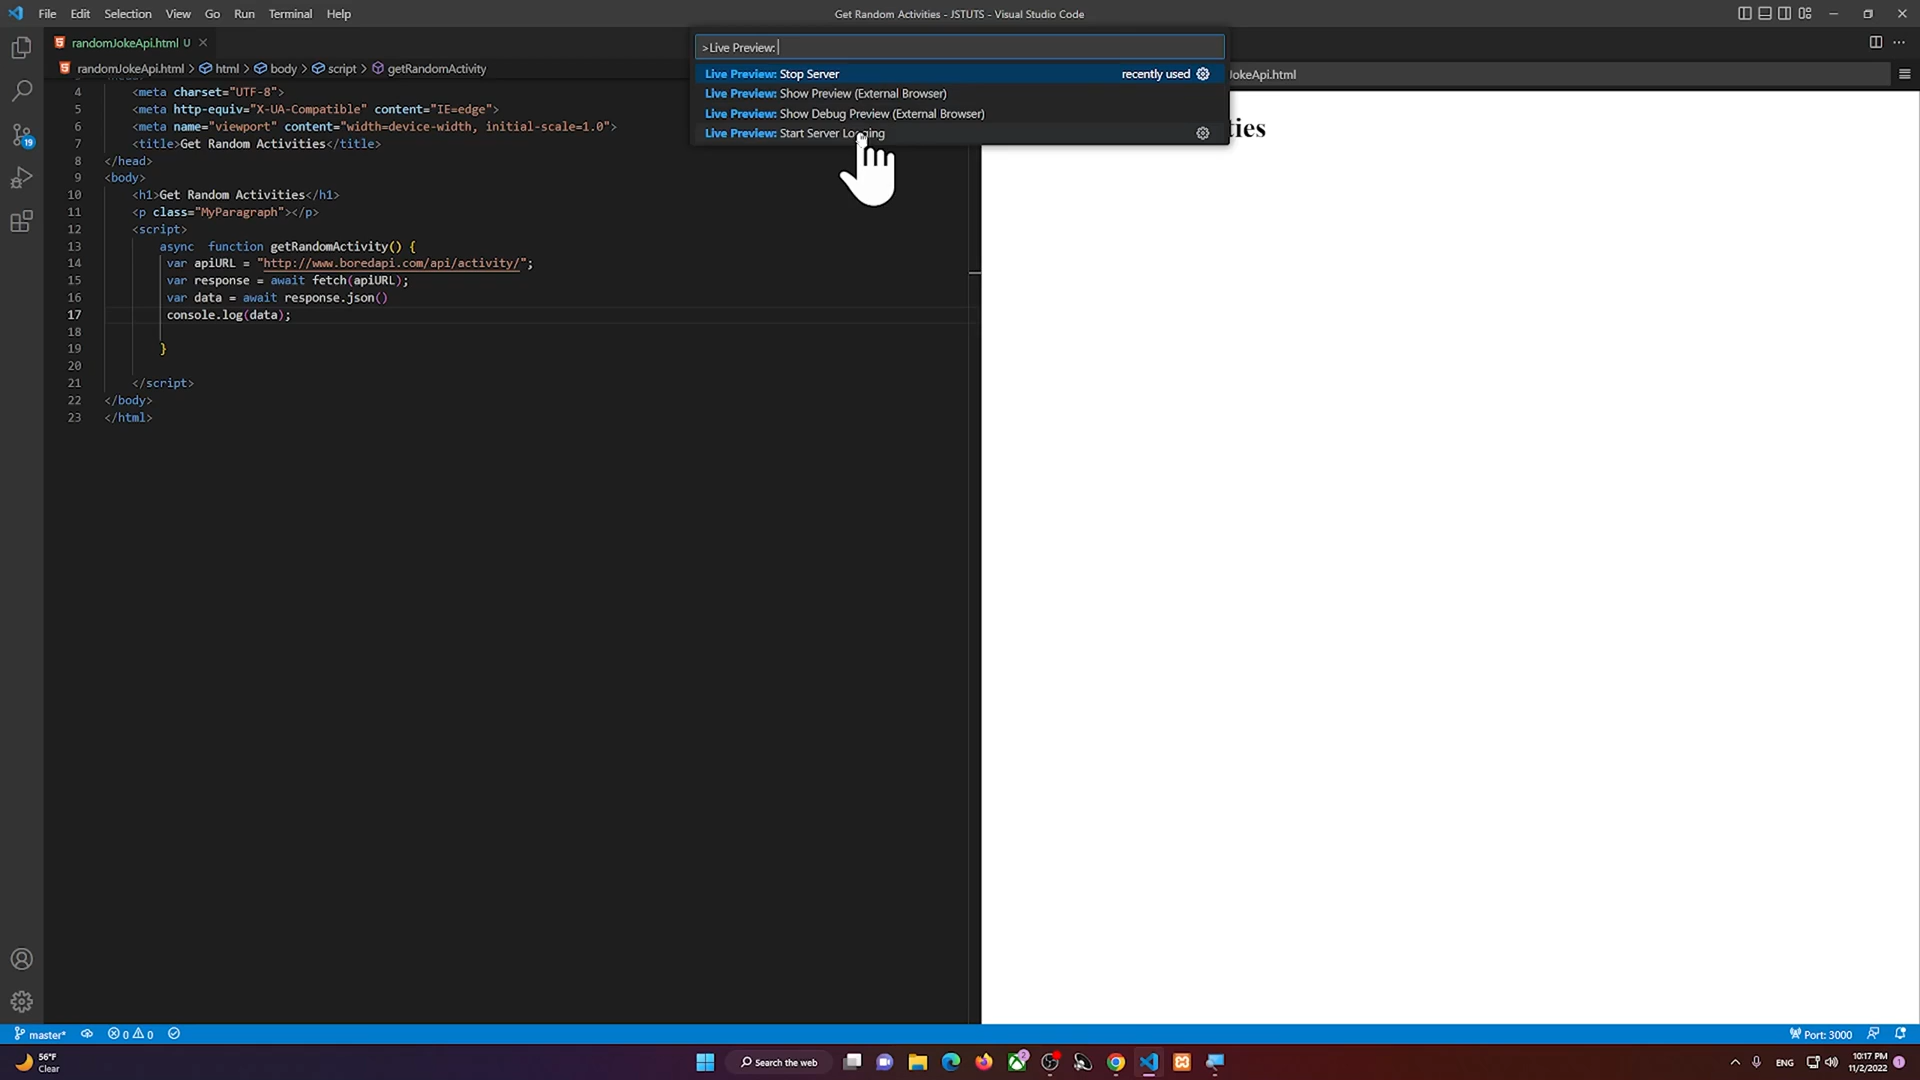 File Edit Selection View Go Run Terminal Help
Get Random Activities - JSTUTS - Visual Studio Code
randomJokeApi.html U
>Live Preview:
randomJokeApi.html > html > body > script > getRandomActivity
Live Preview: Stop Server recently used
Live Preview: Show Preview (External Browser)
Live Preview: Show Debug Preview (External Browser)
Live Preview: Start Server Logging
okeApi.html
ties
4 <meta charset="UTF-8">
5 <meta http-equiv="X-UA-Compatible" content="IE=edge">
6 <meta name="viewport" content="width=device-width, initial-scale=1.0">
7 <title>Get Random Activities</title>
8 </head>
9 <body>
10 <h1>Get Random Activities</h1>
11 <p class="MyParagraph"></p>
12 <script>
13 async  function getRandomActivity() {
14 var apiURL = "http://www.boredapi.com/api/activity/";
15 var response = await fetch(apiURL);
16 var data = await response.json()
17 console.log(data);
18
19 }
20
21 </script>
22 </body>
23 </html>
19
master* 0 0
Port: 3000
56°F
Clear
Search the web
2
ENG
10:17 PM
11/2/2022
1